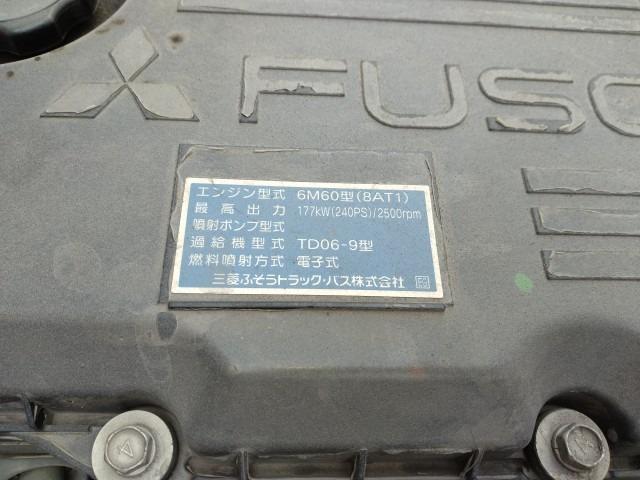 FUSO
エンジン型式 6M60型(8AT1)
最高出力 177kW(240PS)/2500rpm
噴射ポンプ型式
過給機型式 TD06-9型
燃料噴射方式 電子式
三菱ふそうトラック・バス株式会社
4